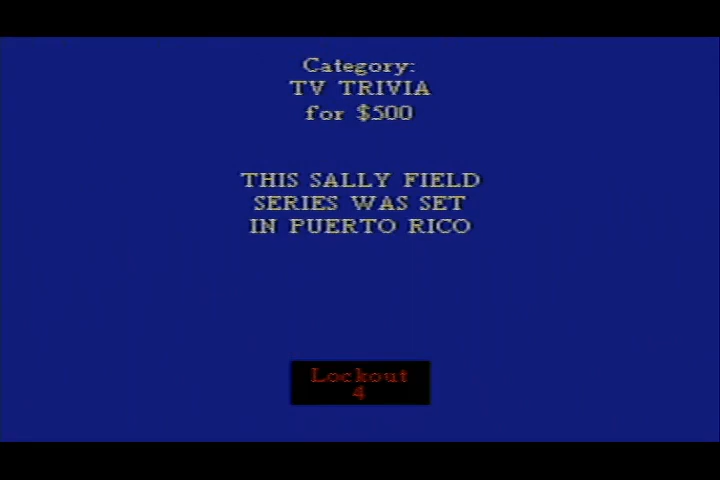 Category:
TV TRIVIA
for $500
THIS SALLY FIELD
SERIES WAS SET
IN PUERTO RICO
Lockout
4